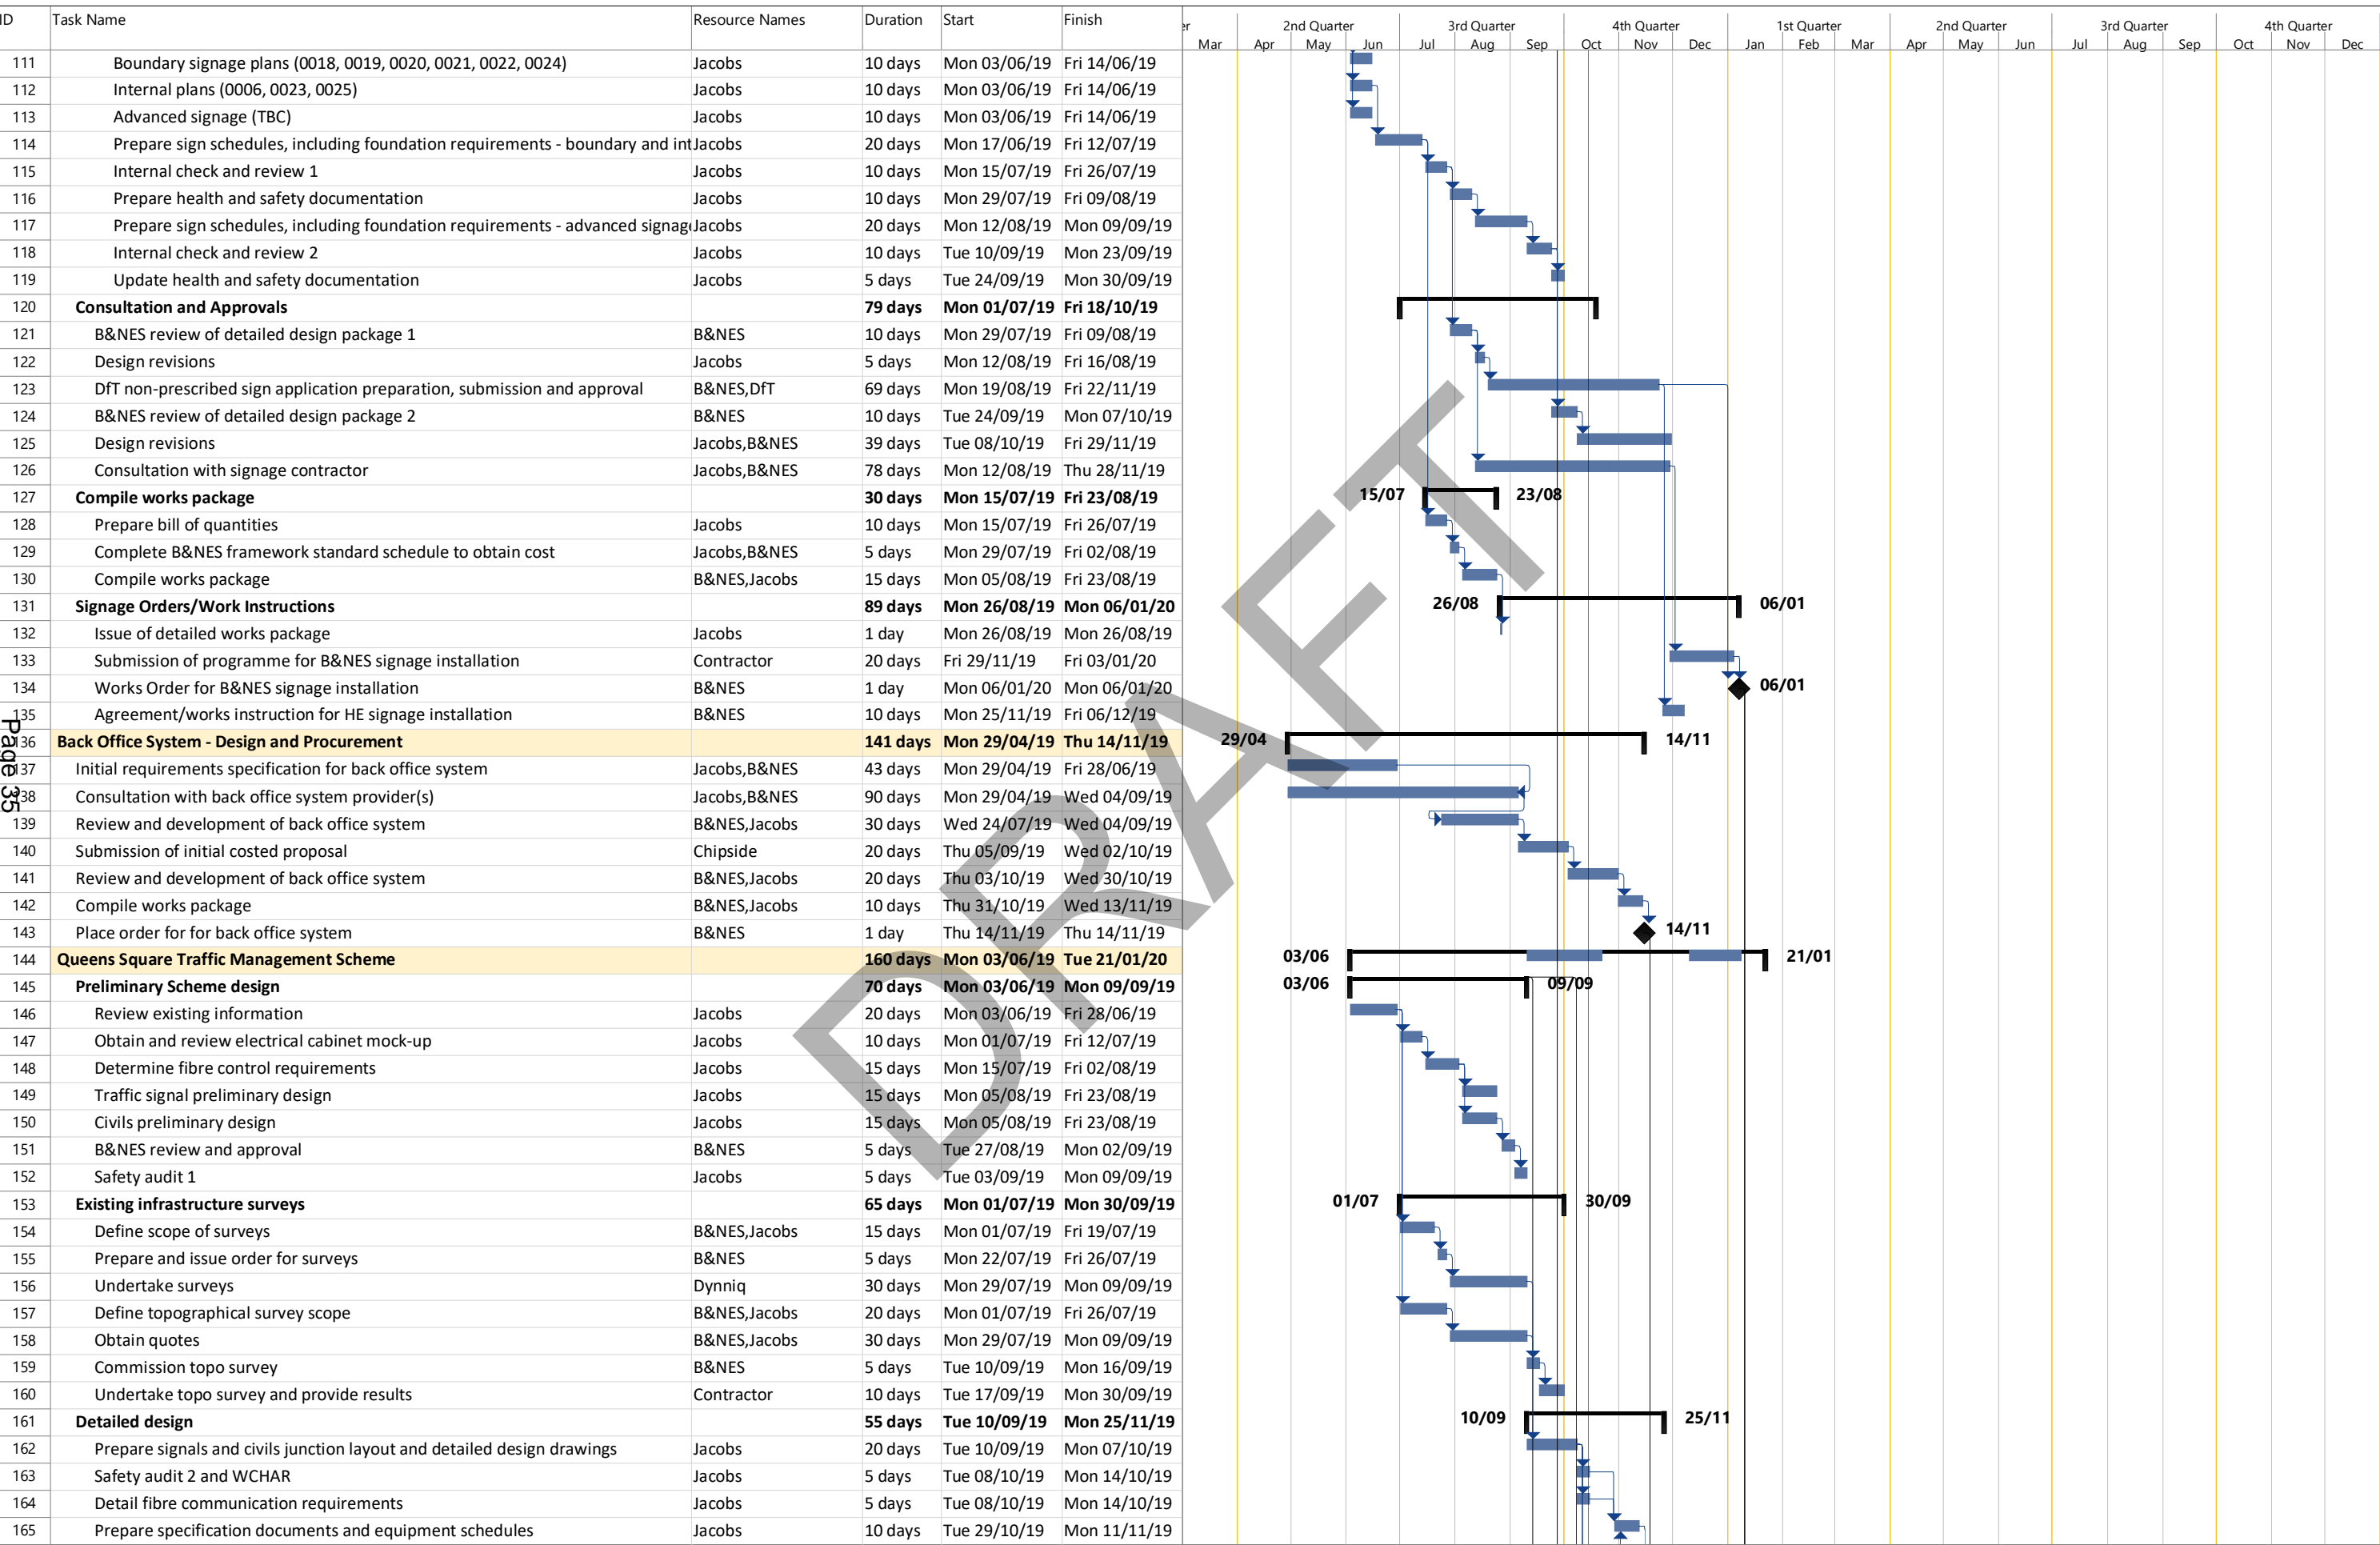 ID Task Name Resource Names Duration Start Finish
er 2nd Quarter 3rd Quarter 4th Quarter 1st Quarter 2nd Quarter 3rd Quarter 4th Quarter
Mar Apr May Jun Jul Aug Sep Oct Nov Dec Jan Feb Mar Apr May Jun Jul Aug Sep Oct Nov Dec
111 Boundary signage plans (0018, 0019, 0020, 0021, 0022, 0024) Jacobs 10 days Mon 03/06/19 Fri 14/06/19
112 Internal plans (0006, 0023, 0025) Jacobs 10 days Mon 03/06/19 Fri 14/06/19
113 Advanced signage (TBC) Jacobs 10 days Mon 03/06/19 Fri 14/06/19
114 Prepare sign schedules, including foundation requirements - boundary and int Jacobs 20 days Mon 17/06/19 Fri 12/07/19
115 Internal check and review 1 Jacobs 10 days Mon 15/07/19 Fri 26/07/19
116 Prepare health and safety documentation Jacobs 10 days Mon 29/07/19 Fri 09/08/19
117 Prepare sign schedules, including foundation requirements - advanced signag Jacobs 20 days Mon 12/08/19 Mon 09/09/19
118 Internal check and review 2 Jacobs 10 days Tue 10/09/19 Mon 23/09/19
119 Update health and safety documentation Jacobs 5 days Tue 24/09/19 Mon 30/09/19
120 Consultation and Approvals 79 days Mon 01/07/19 Fri 18/10/19
121 B&NES review of detailed design package 1 B&NES 10 days Mon 29/07/19 Fri 09/08/19
122 Design revisions Jacobs 5 days Mon 12/08/19 Fri 16/08/19
123 DfT non-prescribed sign application preparation, submission and approval B&NES,DfT 69 days Mon 19/08/19 Fri 22/11/19
124 B&NES review of detailed design package 2 B&NES 10 days Tue 24/09/19 Mon 07/10/19
125 Design revisions Jacobs,B&NES 39 days Tue 08/10/19 Fri 29/11/19
126 Consultation with signage contractor Jacobs,B&NES 78 days Mon 12/08/19 Thu 28/11/19
127 Compile works package 30 days Mon 15/07/19 Fri 23/08/19 15/07 23/08
128 Prepare bill of quantities Jacobs 10 days Mon 15/07/19 Fri 26/07/19
129 Complete B&NES framework standard schedule to obtain cost Jacobs,B&NES 5 days Mon 29/07/19 Fri 02/08/19
130 Compile works package B&NES,Jacobs 15 days Mon 05/08/19 Fri 23/08/19
131 Signage Orders/Work Instructions 89 days Mon 26/08/19 Mon 06/01/20 26/08 06/01
132 Issue of detailed works package Jacobs 1 day Mon 26/08/19 Mon 26/08/19
133 Submission of programme for B&NES signage installation Contractor 20 days Fri 29/11/19 Fri 03/01/20
134 Works Order for B&NES signage installation B&NES 1 day Mon 06/01/20 Mon 06/01/20 06/01
135 Agreement/works instruction for HE signage installation B&NES 10 days Mon 25/11/19 Fri 06/12/19
136 Back Office System - Design and Procurement 141 days Mon 29/04/19 Thu 14/11/19 29/04 14/11
137 Initial requirements specification for back office system Jacobs,B&NES 43 days Mon 29/04/19 Fri 28/06/19
138 Consultation with back office system provider(s) Jacobs,B&NES 90 days Mon 29/04/19 Wed 04/09/19
139 Review and development of back office system B&NES,Jacobs 30 days Wed 24/07/19 Wed 04/09/19
140 Submission of initial costed proposal Chipside 20 days Thu 05/09/19 Wed 02/10/19
141 Review and development of back office system B&NES,Jacobs 20 days Thu 03/10/19 Wed 30/10/19
142 Compile works package B&NES,Jacobs 10 days Thu 31/10/19 Wed 13/11/19
143 Place order for for back office system B&NES 1 day Thu 14/11/19 Thu 14/11/19 14/11
144 Queens Square Traffic Management Scheme 160 days Mon 03/06/19 Tue 21/01/20 03/06 21/01
145 Preliminary Scheme design 70 days Mon 03/06/19 Mon 09/09/19 03/06 09/09
146 Review existing information Jacobs 20 days Mon 03/06/19 Fri 28/06/19
147 Obtain and review electrical cabinet mock-up Jacobs 10 days Mon 01/07/19 Fri 12/07/19
148 Determine fibre control requirements Jacobs 15 days Mon 15/07/19 Fri 02/08/19
149 Traffic signal preliminary design Jacobs 15 days Mon 05/08/19 Fri 23/08/19
150 Civils preliminary design Jacobs 15 days Mon 05/08/19 Fri 23/08/19
151 B&NES review and approval B&NES 5 days Tue 27/08/19 Mon 02/09/19
152 Safety audit 1 Jacobs 5 days Tue 03/09/19 Mon 09/09/19
153 Existing infrastructure surveys 65 days Mon 01/07/19 Mon 30/09/19 01/07 30/09
154 Define scope of surveys B&NES,Jacobs 15 days Mon 01/07/19 Fri 19/07/19
155 Prepare and issue order for surveys B&NES 5 days Mon 22/07/19 Fri 26/07/19
156 Undertake surveys Dynniq 30 days Mon 29/07/19 Mon 09/09/19
157 Define topographical survey scope B&NES,Jacobs 20 days Mon 01/07/19 Fri 26/07/19
158 Obtain quotes B&NES,Jacobs 30 days Mon 29/07/19 Mon 09/09/19
159 Commission topo survey B&NES 5 days Tue 10/09/19 Mon 16/09/19
160 Undertake topo survey and provide results Contractor 10 days Tue 17/09/19 Mon 30/09/19
161 Detailed design 55 days Tue 10/09/19 Mon 25/11/19 10/09 25/11
162 Prepare signals and civils junction layout and detailed design drawings Jacobs 20 days Tue 10/09/19 Mon 07/10/19
163 Safety audit 2 and WCHAR Jacobs 5 days Tue 08/10/19 Mon 14/10/19
164 Detail fibre communication requirements Jacobs 5 days Tue 08/10/19 Mon 14/10/19
165 Prepare specification documents and equipment schedules Jacobs 10 days Tue 29/10/19 Mon 11/11/19
Page 35
DRAFT